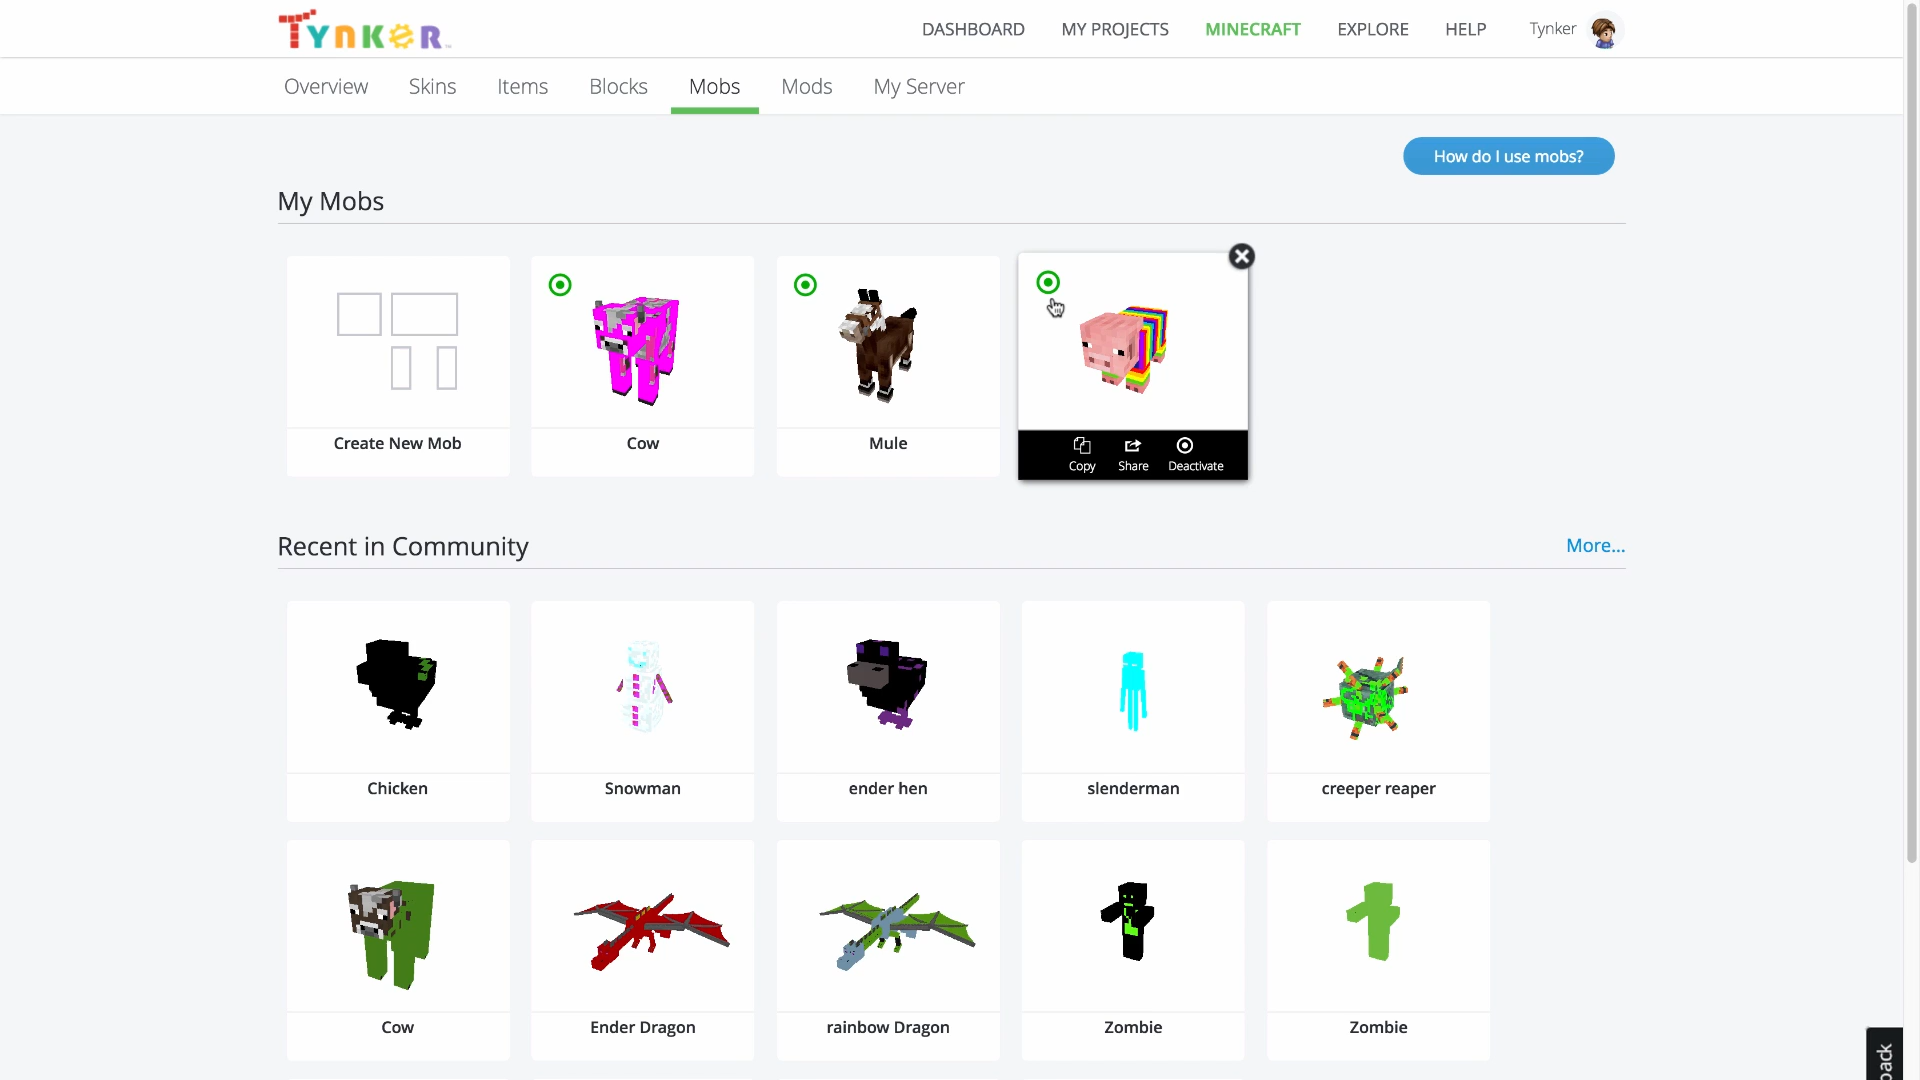 TYNKER
DASHBOARD MY PROJECTS MINECRAFT EXPLORE HELP Tynker
Overview Skins Items Blocks Mobs Mods My Server
How do I use mobs?
My Mobs
Create New Mob Cow Mule
Copy Share Deactivate
Recent in Community More...
Chicken Snowman ender hen slenderman creeper reaper
Cow Ender Dragon rainbow Dragon Zombie Zombie